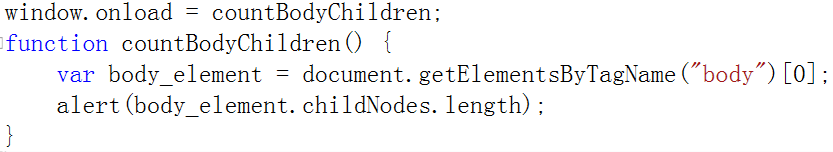 window.onload = countBodyChildren;
function countBodyChildren() {
    var body_element = document.getElementsByTagName("body")[0];
    alert(body_element.childNodes.length);
}